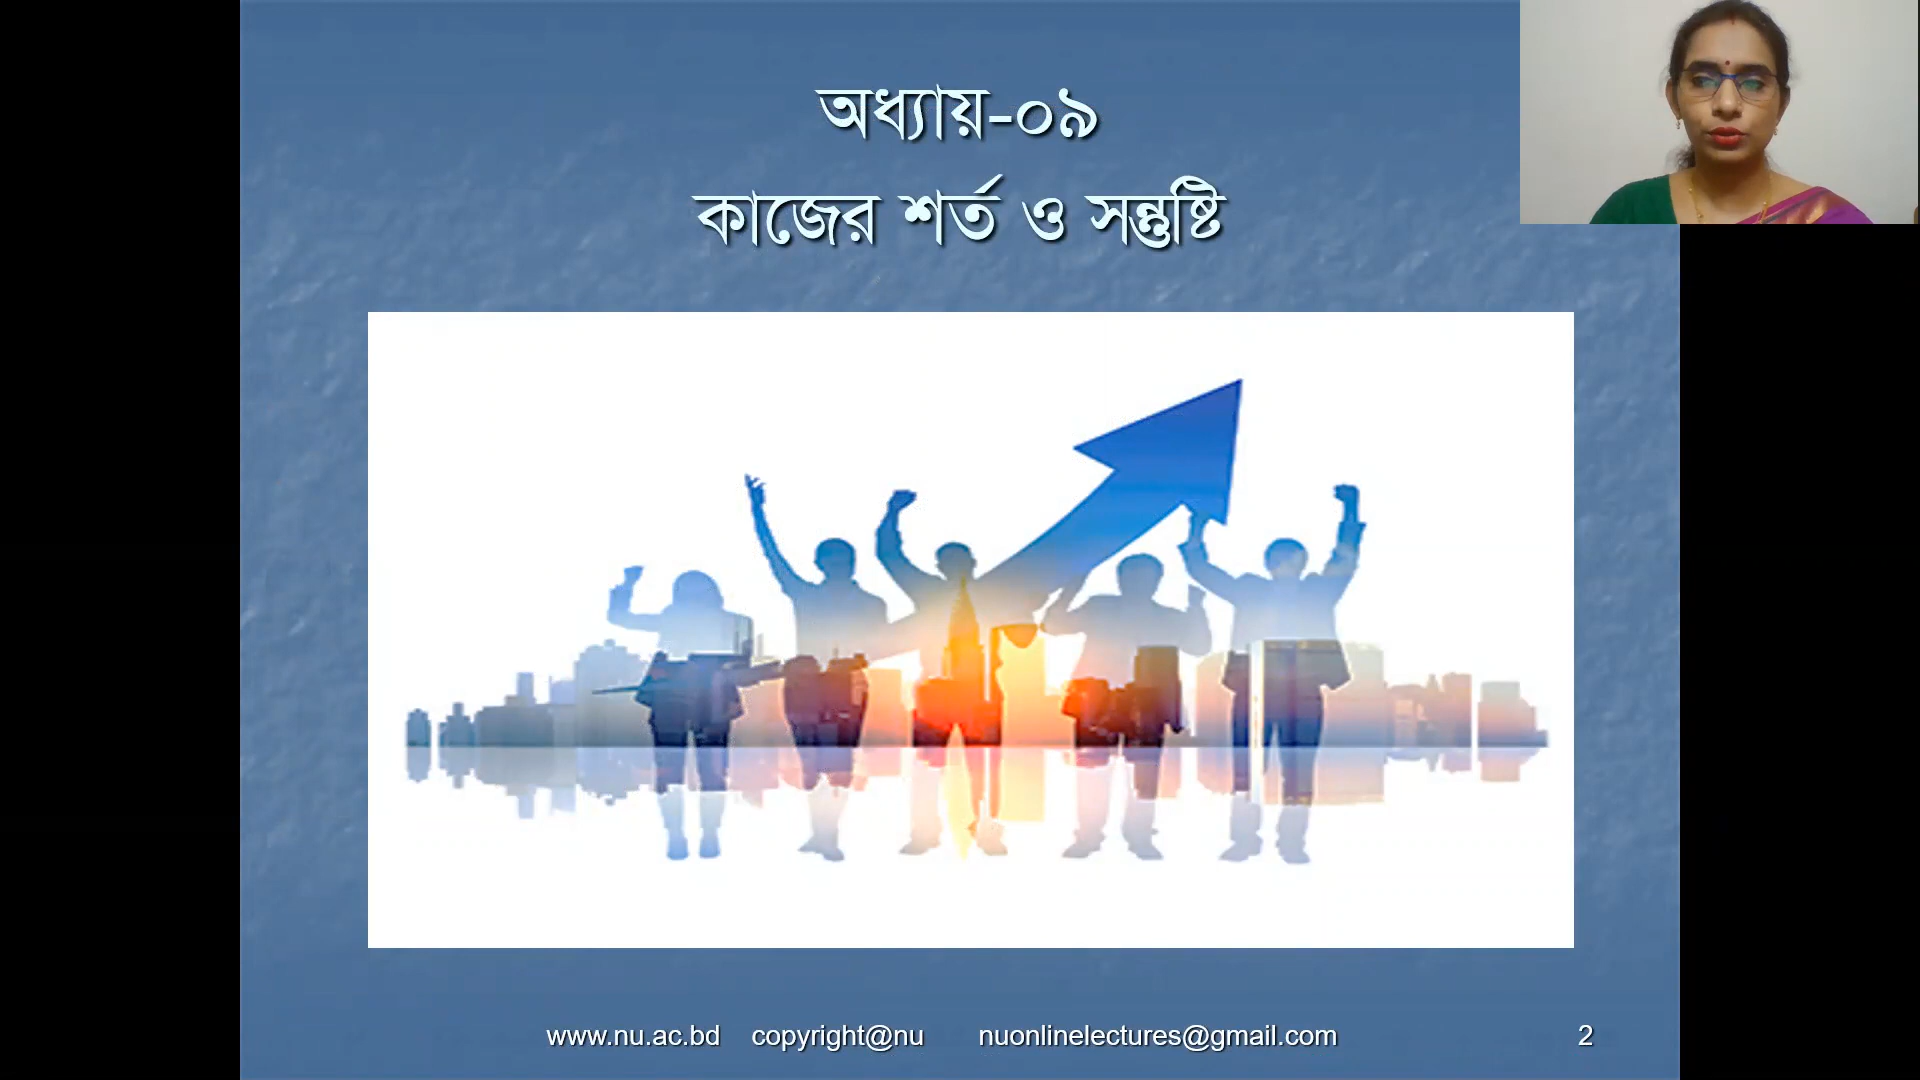 অধ্যায়-০৯
কাজের শর্ত ও সন্তুষ্টি
www.nu.ac.bd copyright@nu nuonlinelectures@gmail.com 2